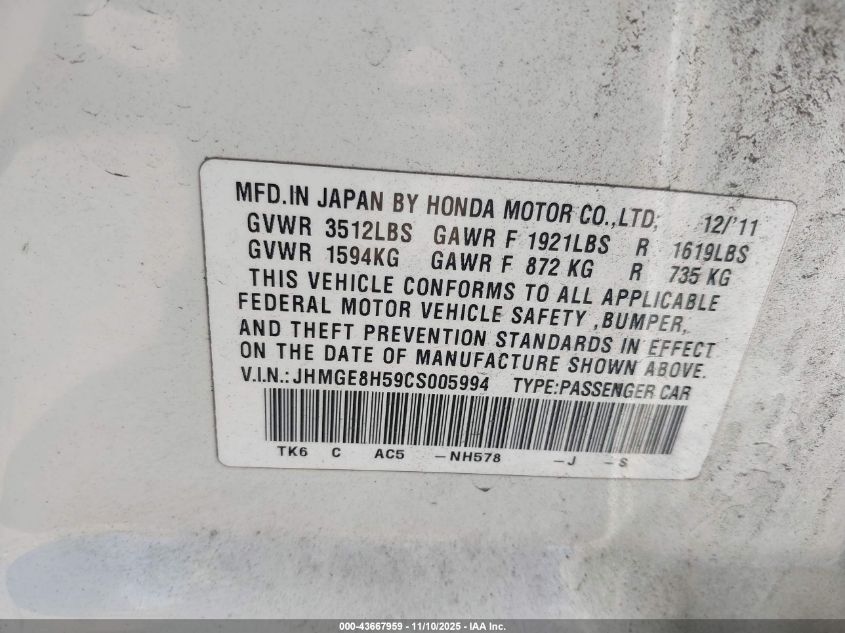 MFD.IN JAPAN BY HONDA MOTOR CO.,LTD, 12/'11
GVWR 3512LBS GAWR F 1921LBS R 1619LBS
GVWR 1594KG GAWR F 872 KG R 735 KG
THIS VEHICLE CONFORMS TO ALL APPLICABLE
FEDERAL MOTOR VEHICLE SAFETY ,BUMPER,
AND THEFT PREVENTION STANDARDS IN EFFECT
ON THE DATE OF MANUFACTURE SHOWN ABOVE.
V.I.N.:JHMGE8H59CS005994 TYPE:PASSENGER CAR
TK6 C AC5 -NH578 -J -S
000-43667959 - 11/10/2025 - IAA Inc.